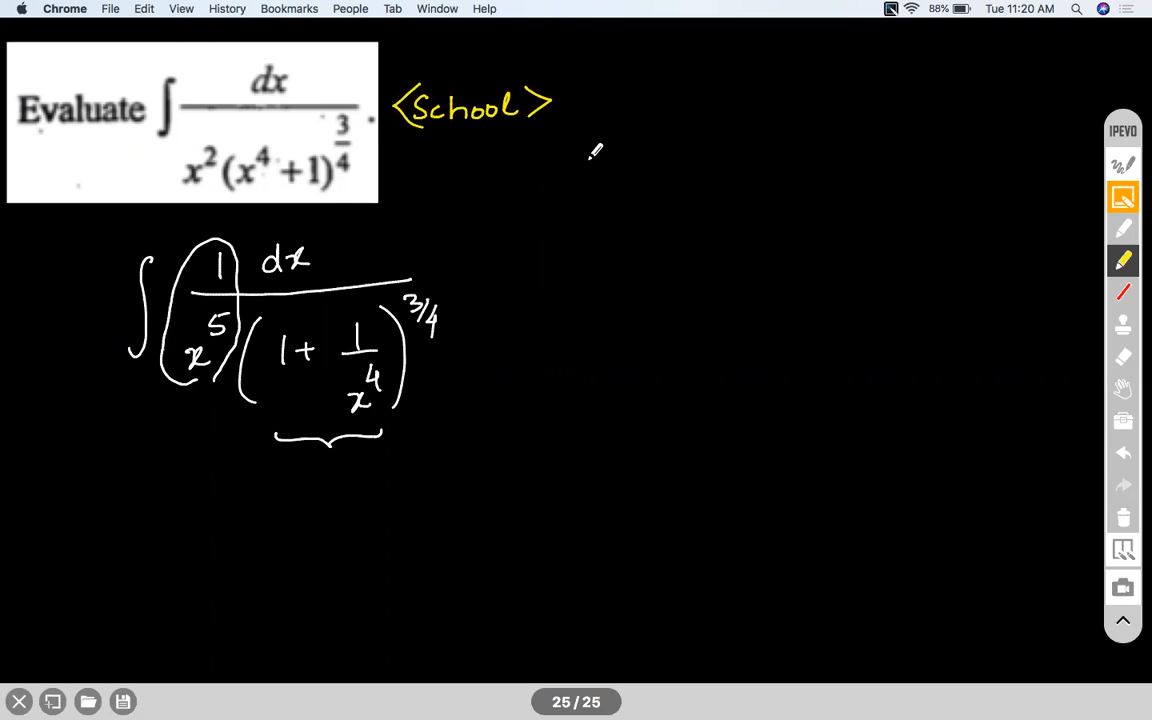 Chrome File Edit View History Bookmarks People Tab Window Help 88% Tue 11:20 AM
Evaluate ∫ dx / x²(x⁴ + 1)^(3/4) .
<School>
∫ 1 dx / x⁵ (1 + 1/x⁴)^(3/4)
IPEVO
25 / 25